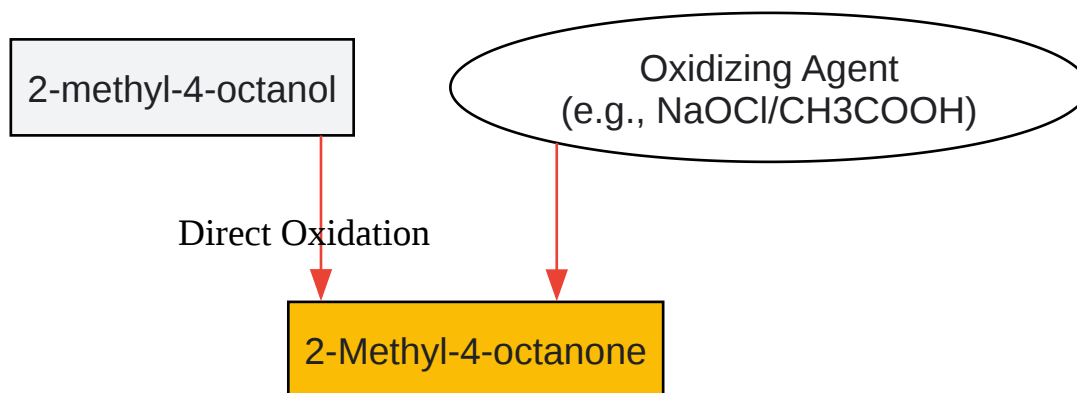 2-methyl-4-octanol
Oxidizing Agent
(e.g., NaOCl/CH3COOH)
Direct Oxidation
2-Methyl-4-octanone